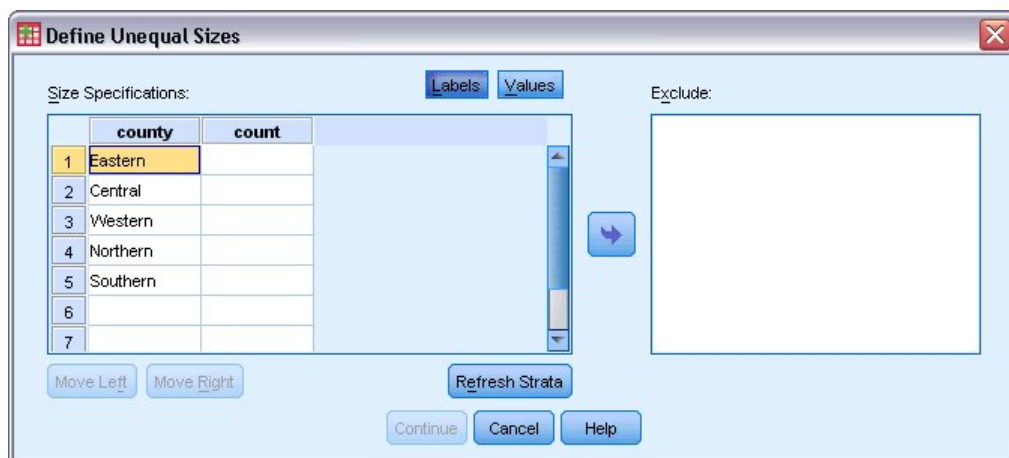 Define Unequal Sizes
Size Specifications:
Labels Values
Exclude:
county count
1 Eastern
2 Central
3 Western
4 Northern
5 Southern
6
7
Move Left Move Right Refresh Strata
Continue Cancel Help